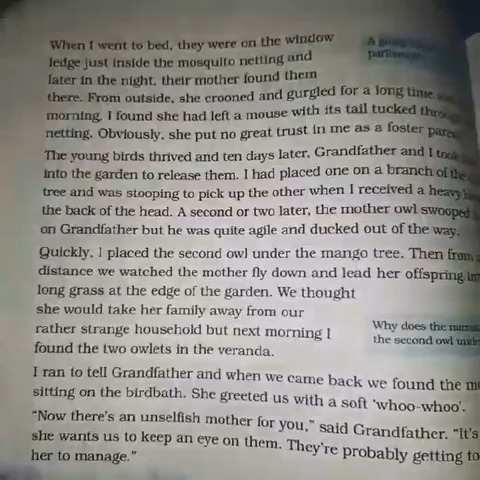 When I went to bed, they were on the window
ledge just inside the mosquito netting and
later in the night, their mother found them
there. From outside, she crooned and gurgled for a long time
morning, I found she had left a mouse with its tail tucked
netting. Obviously, she put no great trust in me as a foster
The young birds thrived and ten days later, Grandfather and I
into the garden to release them. I had placed one on a branch of
tree and was stooping to pick up the other when I received a heavy
the back of the head. A second or two later, the mother owl swooped
on Grandfather but he was quite agile and ducked out of the way.
Quickly, I placed the second owl under the mango tree. Then from
distance we watched the mother fly down and lead her offspring
long grass at the edge of the garden. We thought
she would take her family away from our
rather strange household but next morning I
found the two owlets in the veranda.
I ran to tell Grandfather and when we came back we found the
sitting on the birdbath. She greeted us with a soft ‘whoo-whoo’.
“Now there's an unselfish mother for you,” said Grandfather. “It's
she wants us to keep an eye on them. They're probably getting to
her to manage.”
A
Why does the
the second owl